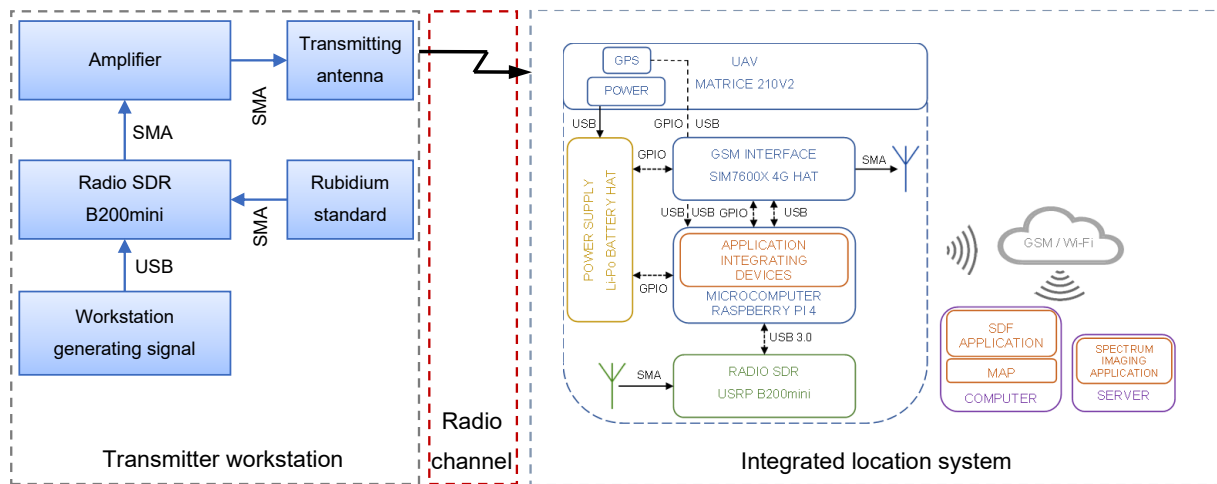 Amplifier
SMA
Transmitting
antenna
SMA
Radio SDR
B200mini
SMA
Rubidium
standard
USB
Workstation
generating signal
Transmitter workstation
Radio
channel
GPS
POWER
UAV
MATRICE 210V2
USB
GPIO
USB
POWER SUPPLY
Li-Po BATTERY HAT
GPIO
GSM INTERFACE
SIM7600X 4G HAT
SMA
USB
USB
GPIO
USB
APPLICATION
INTEGRATING
DEVICES
GPIO
MICROCOMPUTER
RASPBERRY PI 4
USB 3.0
SMA
RADIO SDR
USRP B200mini
GSM / Wi-Fi
SDF
APPLICATION
MAP
COMPUTER
SPECTRUM
IMAGING
APPLICATION
SERVER
Integrated location system